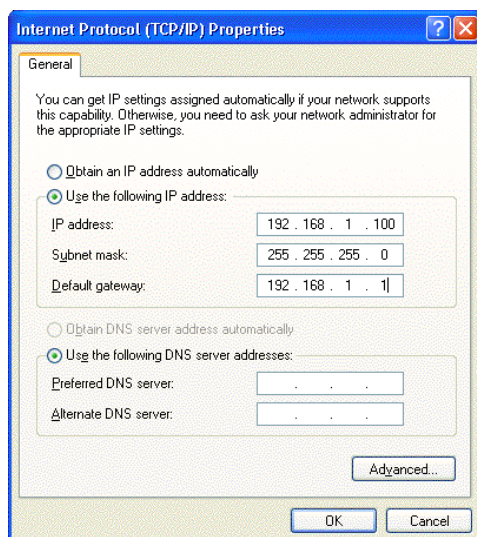 Internet Protocol (TCP/IP) Properties
General
You can get IP settings assigned automatically if your network supports
this capability. Otherwise, you need to ask your network administrator for
the appropriate IP settings.
Obtain an IP address automatically
Use the following IP address:
IP address: 192 . 168 . 1 . 100
Subnet mask: 255 . 255 . 255 . 0
Default gateway: 192 . 168 . 1 . 1
Obtain DNS server address automatically
Use the following DNS server addresses:
Preferred DNS server: . . .
Alternate DNS server: . . .
Advanced...
OK Cancel